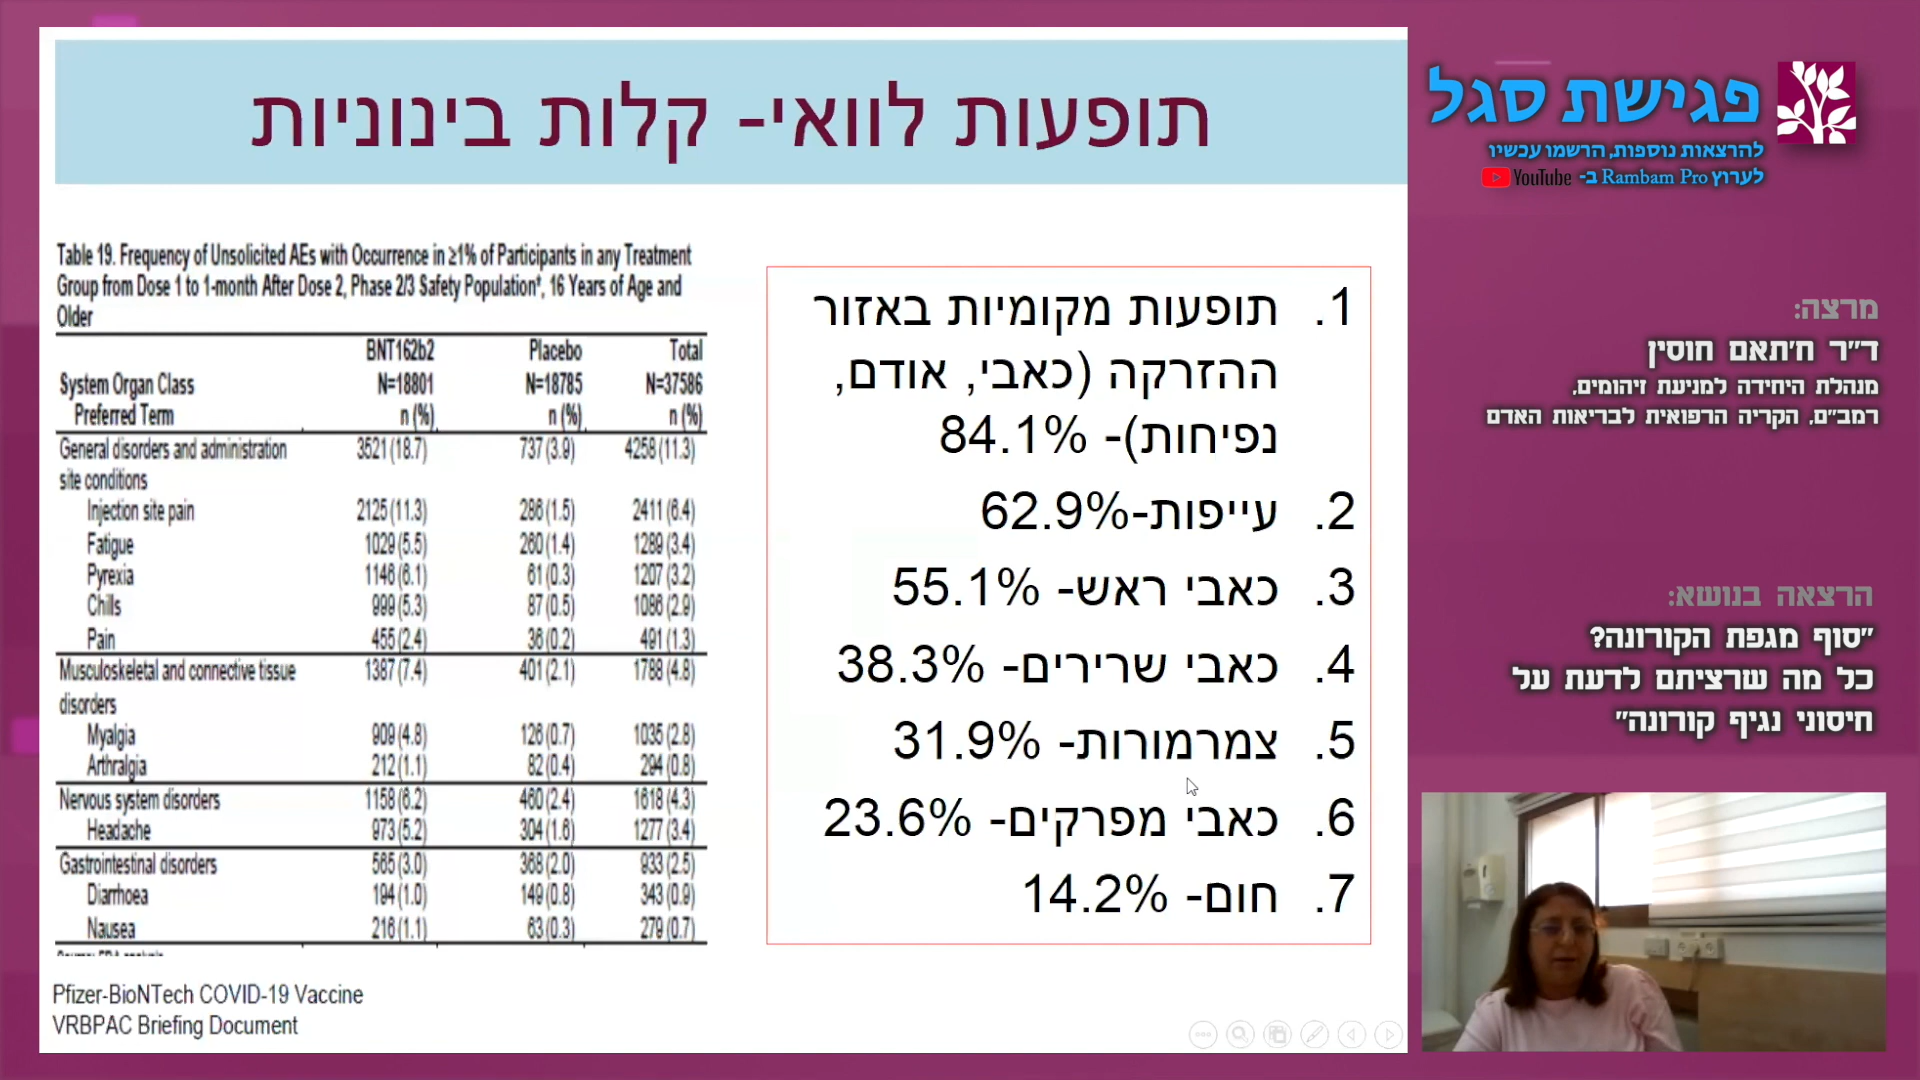 תופעות לוואי- קלות בינוניות
Table 19. Frequency of Unsolicited AEs with Occurrence in ≥1% of Participants in any Treatment
Group from Dose 1 to 1-month After Dose 2, Phase 2/3 Safety Population*, 16 Years of Age and
Older
BNT162b2 Placebo Total
System Organ Class N=18801 N=18785 N=37586
Preferred Term n (%) n (%) n (%)
General disorders and administration 3521 (18.7) 737 (3.9) 4258 (11.3)
site conditions
Injection site pain 2125 (11.3) 286 (1.5) 2411 (6.4)
Fatigue 1029 (5.5) 260 (1.4) 1289 (3.4)
Pyrexia 1146 (6.1) 61 (0.3) 1207 (3.2)
Chills 999 (5.3) 87 (0.5) 1086 (2.9)
Pain 455 (2.4) 36 (0.2) 491 (1.3)
Musculoskeletal and connective tissue 1387 (7.4) 401 (2.1) 1788 (4.8)
disorders
Myalgia 909 (4.8) 126 (0.7) 1035 (2.8)
Arthralgia 212 (1.1) 82 (0.4) 294 (0.8)
Nervous system disorders 1158 (6.2) 460 (2.4) 1618 (4.3)
Headache 973 (5.2) 304 (1.6) 1277 (3.4)
Gastrointestinal disorders 565 (3.0) 368 (2.0) 933 (2.5)
Diarrhoea 194 (1.0) 149 (0.8) 343 (0.9)
Nausea 216 (1.1) 63 (0.3) 279 (0.7)
Pfizer-BioNTech COVID-19 Vaccine
VRBPAC Briefing Document
1. תופעות מקומיות באזור
ההזרקה (כאבי, אודם,
נפיחות)- 84.1%
2. עייפות-62.9%
3. כאבי ראש- 55.1%
4. כאבי שרירים- 38.3%
5. צמרמורות- 31.9%
6. כאבי מפרקים- 23.6%
7. חום- 14.2%
פגישת סגל
להרצאות נוספות, הרשמו עכשיו
לערוץ Rambam Pro ב- YouTube
מרצה:
ד"ר ח'תאם חוסין
מנהלת היחידה למניעת זיהומים,
רמב"ם, הקריה הרפואית לבריאות האדם
הרצאה בנושא:
"סוף מגפת הקורונה?
כל מה שרציתם לדעת על
חיסוני נגיף קורונה"